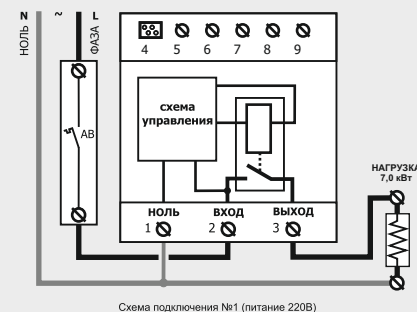 N ~ L
НОЛЬ
ФАЗА
4 5 6 7 8 9
схема
управления
АВ
НАГРУЗКА
7,0 кВт
НОЛЬ ВХОД ВЫХОД
1 2 3
Схема подключения №1 (питание 220В)